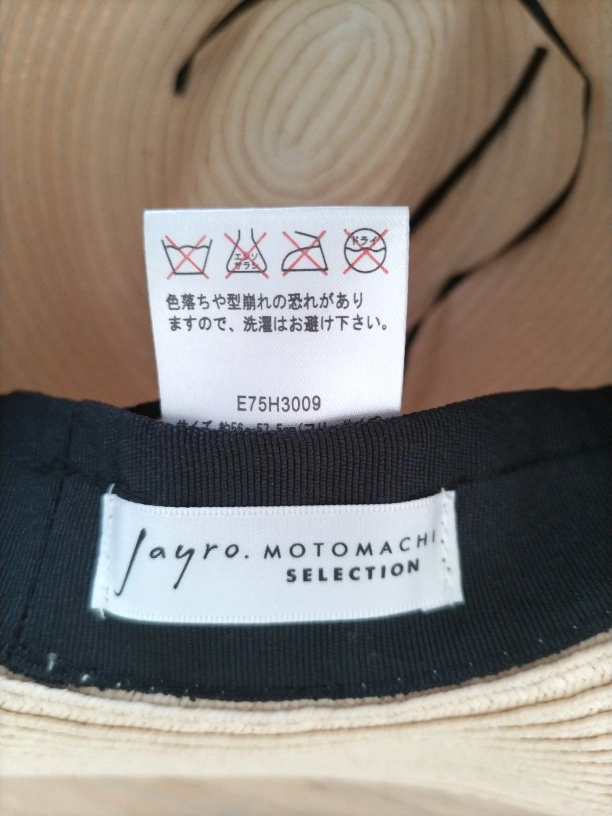 エンソ
サラシ
ドライ
色落ちや型崩れの恐れがあり
ますので、洗濯はお避け下さい。
E75H3009
Jayro. MOTOMACHI
SELECTION